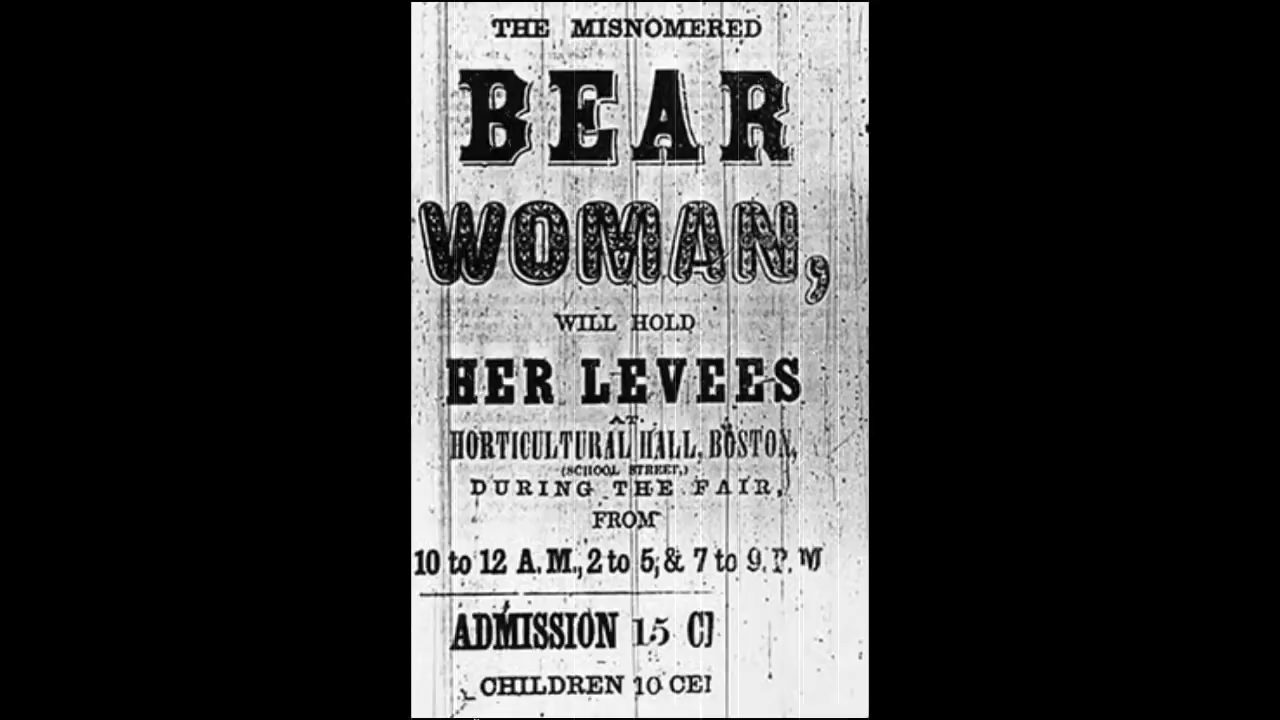 THE MISNOMERED
BEAR
WOMAN,
WILL HOLD
HER LEVEES
AT
HORTICULTURAL HALL, BOSTON,
(SCHOOL STREET,)
DURING THE FAIR,
FROM
10 to 12 A. M., 2 to 5, & 7 to 9. P. M
ADMISSION 15 C
CHILDREN 10 CE